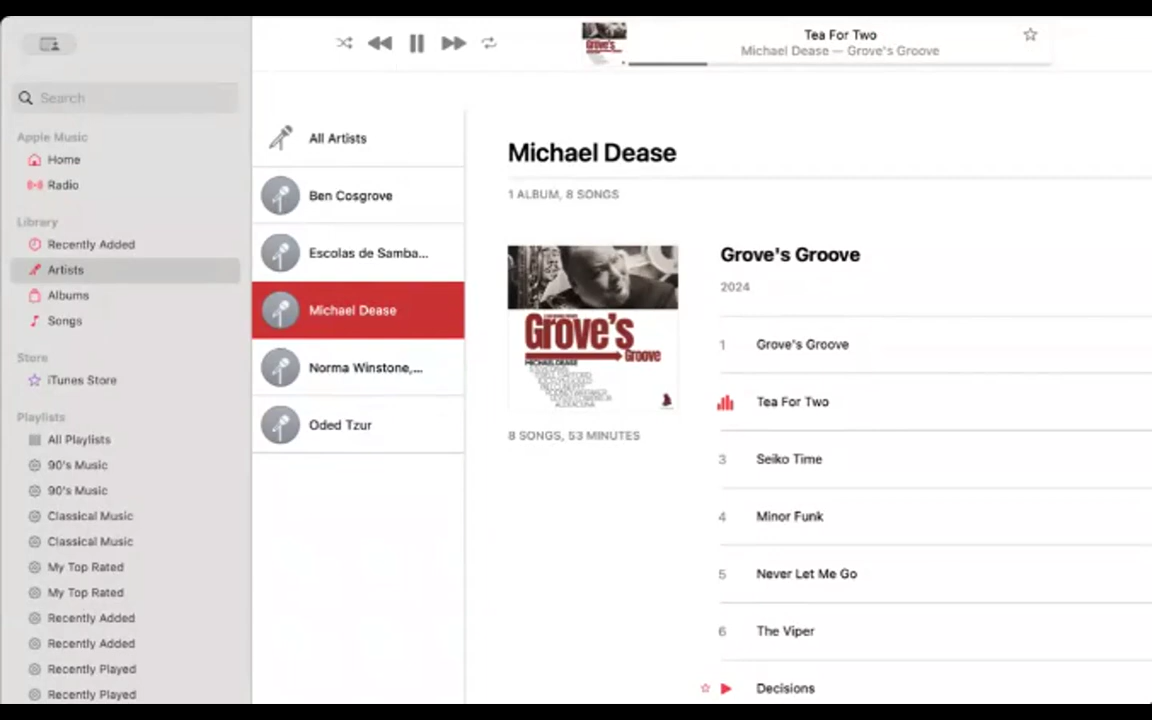 Tea For Two
Michael Dease — Grove's Groove
Search
Apple Music
Home
Radio
Library
Recently Added
Artists
Albums
Songs
Store
iTunes Store
Playlists
All Playlists
90's Music
90's Music
Classical Music
Classical Music
My Top Rated
My Top Rated
Recently Added
Recently Added
Recently Played
Recently Played
All Artists
Ben Cosgrove
Escolas de Samba...
Michael Dease
Norma Winstone,...
Oded Tzur
Michael Dease
1 ALBUM, 8 SONGS
Grove's
Groove
MICHAEL DEASE
8 SONGS, 53 MINUTES
Grove's Groove
2024
1 Grove's Groove
Tea For Two
3 Seiko Time
4 Minor Funk
5 Never Let Me Go
6 The Viper
Decisions